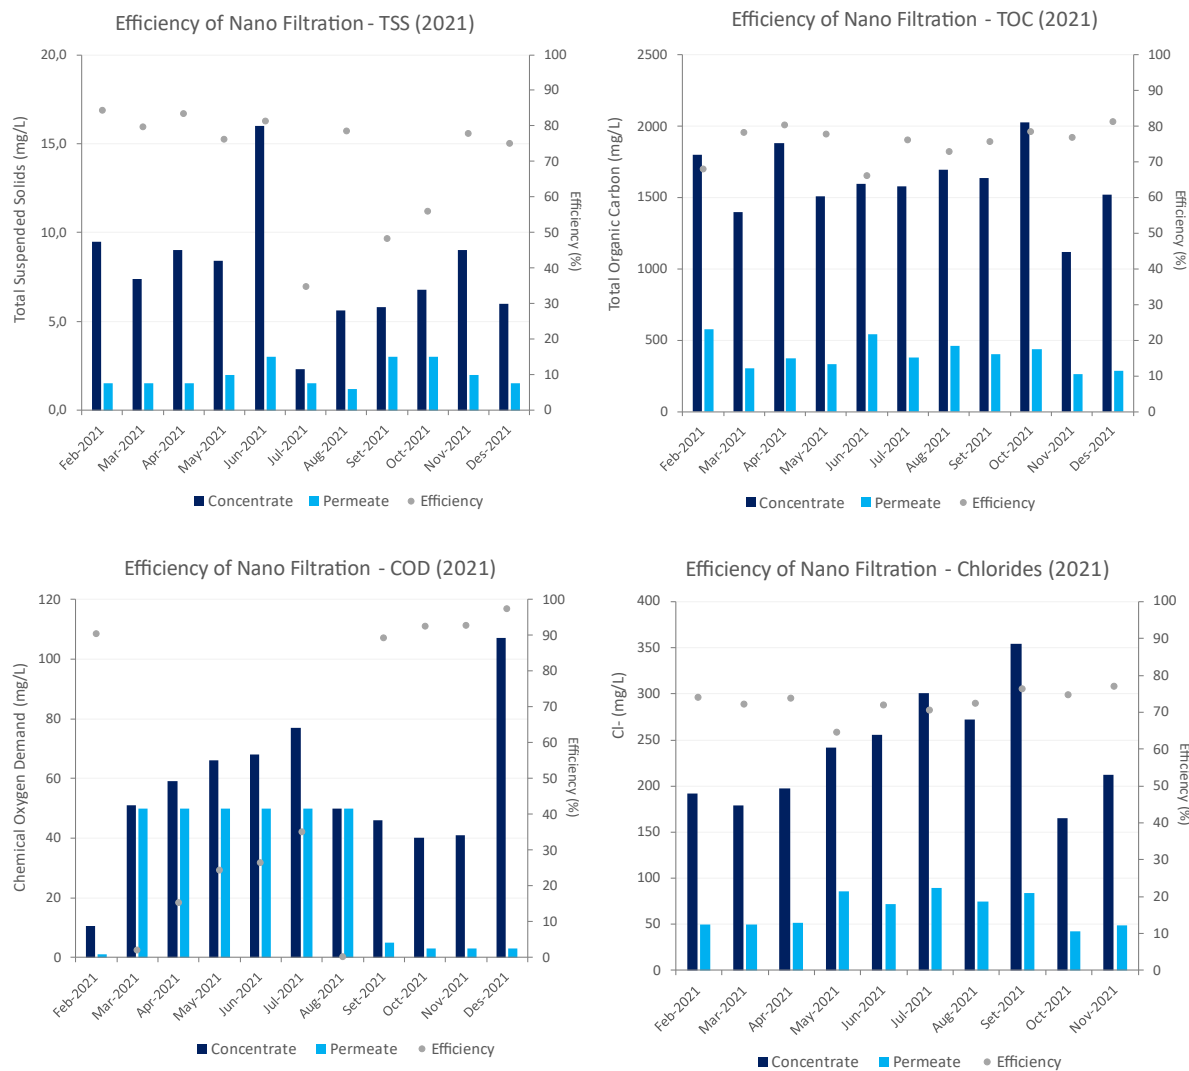 Efficiency of Nano Filtration - TSS (2021)
20,0
15,0
10,0
5,0
0,0
Total Suspended Solids (mg/L)
100
90
80
70
60
50
40
30
20
10
0
Efficiency (%)
Feb-2021
Mar-2021
Apr-2021
May-2021
Jun-2021
Jul-2021
Aug-2021
Set-2021
Oct-2021
Nov-2021
Des-2021
Concentrate Permeate Efficiency
Efficiency of Nano Filtration - TOC (2021)
2500
2000
1500
1000
500
0
Total Organic Carbon (mg/L)
100
90
80
70
60
50
40
30
20
10
0
Efficiency (%)
Feb-2021
Mar-2021
Apr-2021
May-2021
Jun-2021
Jul-2021
Aug-2021
Set-2021
Oct-2021
Nov-2021
Des-2021
Concentrate Permeate Efficiency
Efficiency of Nano Filtration - COD (2021)
120
100
80
60
40
20
0
Chemical Oxygen Demand (mg/L)
100
90
80
70
60
50
40
30
20
10
0
Efficiency (%)
Feb-2021
Mar-2021
Apr-2021
May-2021
Jun-2021
Jul-2021
Aug-2021
Set-2021
Oct-2021
Nov-2021
Des-2021
Concentrate Permeate Efficiency
Efficiency of Nano Filtration - Chlorides (2021)
400
350
300
250
200
150
100
50
0
Cl- (mg/L)
100
90
80
70
60
50
40
30
20
10
0
Efficiency (%)
Feb-2021
Mar-2021
Apr-2021
May-2021
Jun-2021
Jul-2021
Aug-2021
Set-2021
Oct-2021
Nov-2021
Concentrate Permeate Efficiency